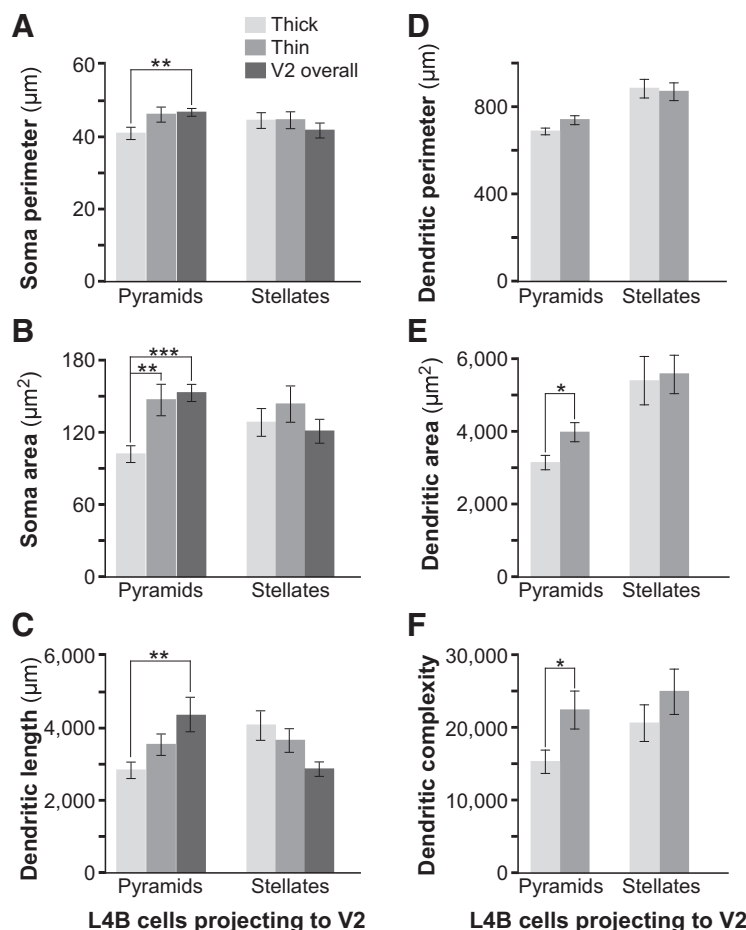 A
Thick
Thin
V2 overall
Soma perimeter (µm)
60
40
20
0
**
Pyramids
Stellates
B
Soma area (µm²)
180
120
60
0
***
**
Pyramids
Stellates
C
Dendritic length (µm)
6,000
4,000
2,000
0
**
Pyramids
Stellates
L4B cells projecting to V2
D
Dendritic perimeter (µm)
800
400
0
Pyramids
Stellates
E
Dendritic area (µm²)
6,000
4,000
2,000
0
*
Pyramids
Stellates
F
Dendritic complexity
30,000
20,000
10,000
0
*
Pyramids
Stellates
L4B cells projecting to V2